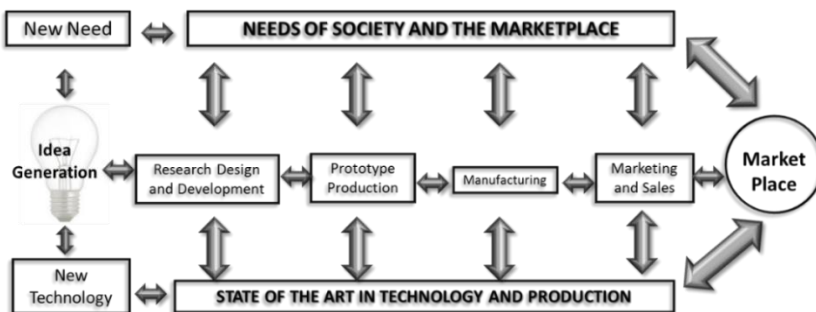 New Need
NEEDS OF SOCIETY AND THE MARKETPLACE
Idea
Generation
Research Design
and Development
Prototype
Production
Manufacturing
Marketing
and Sales
Market
Place
New
Technology
STATE OF THE ART IN TECHNOLOGY AND PRODUCTION